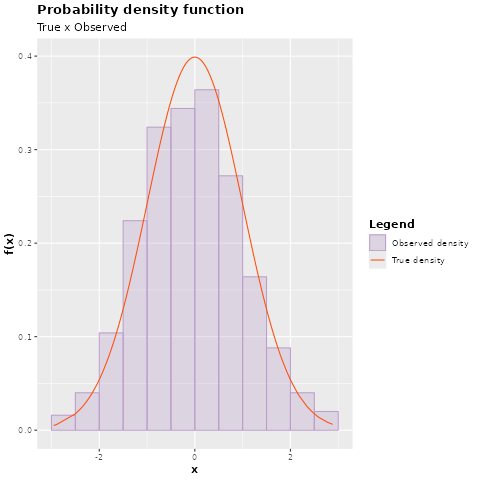 Probability density function
True x Observed
0.4
0.3
0.2
0.1
0.0
f(x)
-2
0
2
x
Legend
Observed density
True density